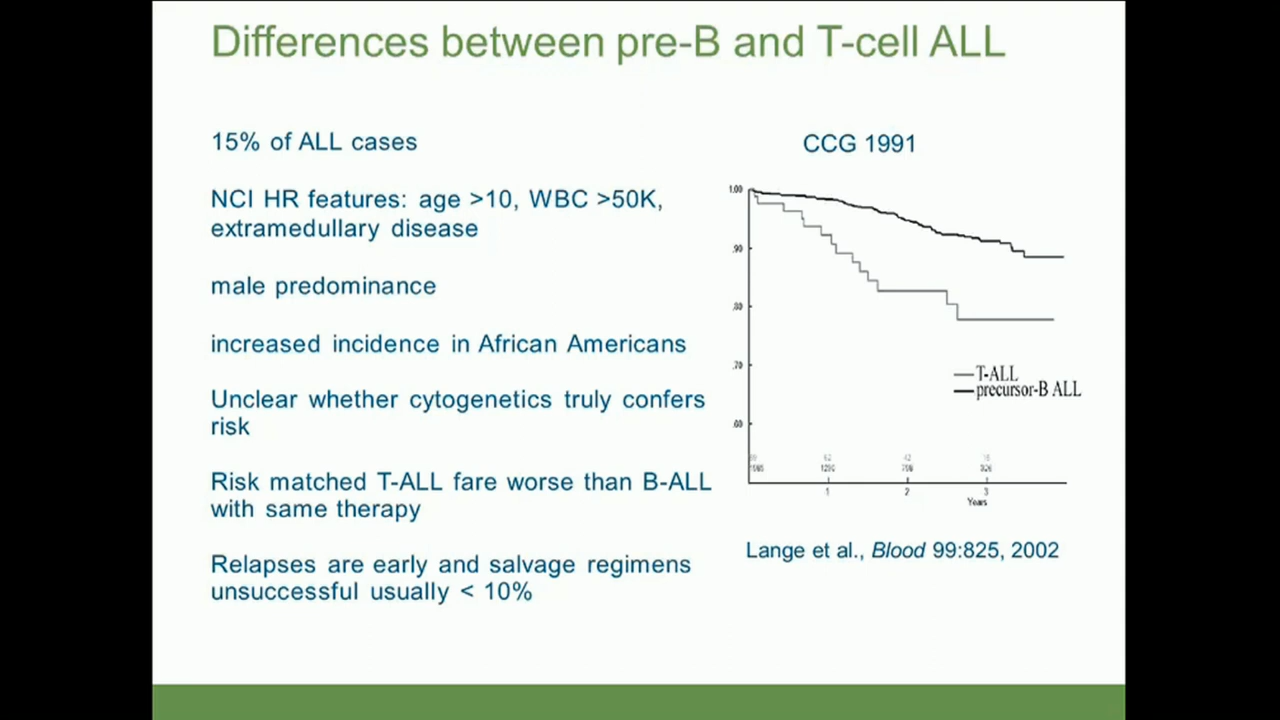 Differences between pre-B and T-cell ALL
15% of ALL cases
NCI HR features: age >10, WBC >50K,
extramedullary disease
male predominance
increased incidence in African Americans
Unclear whether cytogenetics truly confers
risk
Risk matched T-ALL fare worse than B-ALL
with same therapy
Relapses are early and salvage regimens
unsuccessful usually < 10%
CCG 1991
1.00
.90
.80
.70
.60
T-ALL
precursor-B ALL
1 2 3
Years
Lange et al., Blood 99:825, 2002